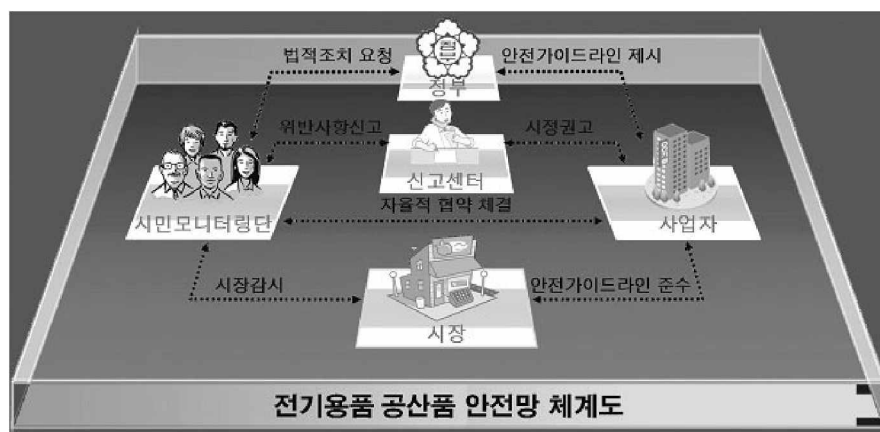 정부
법적조치 요청
안전가이드라인 제시
정부
위반사항신고
시정권고
신고센터
시민모니터링단
자율적 협약 체결
사업자
시장감시
안전가이드라인 준수
시장
전기용품 공산품 안전망 체계도